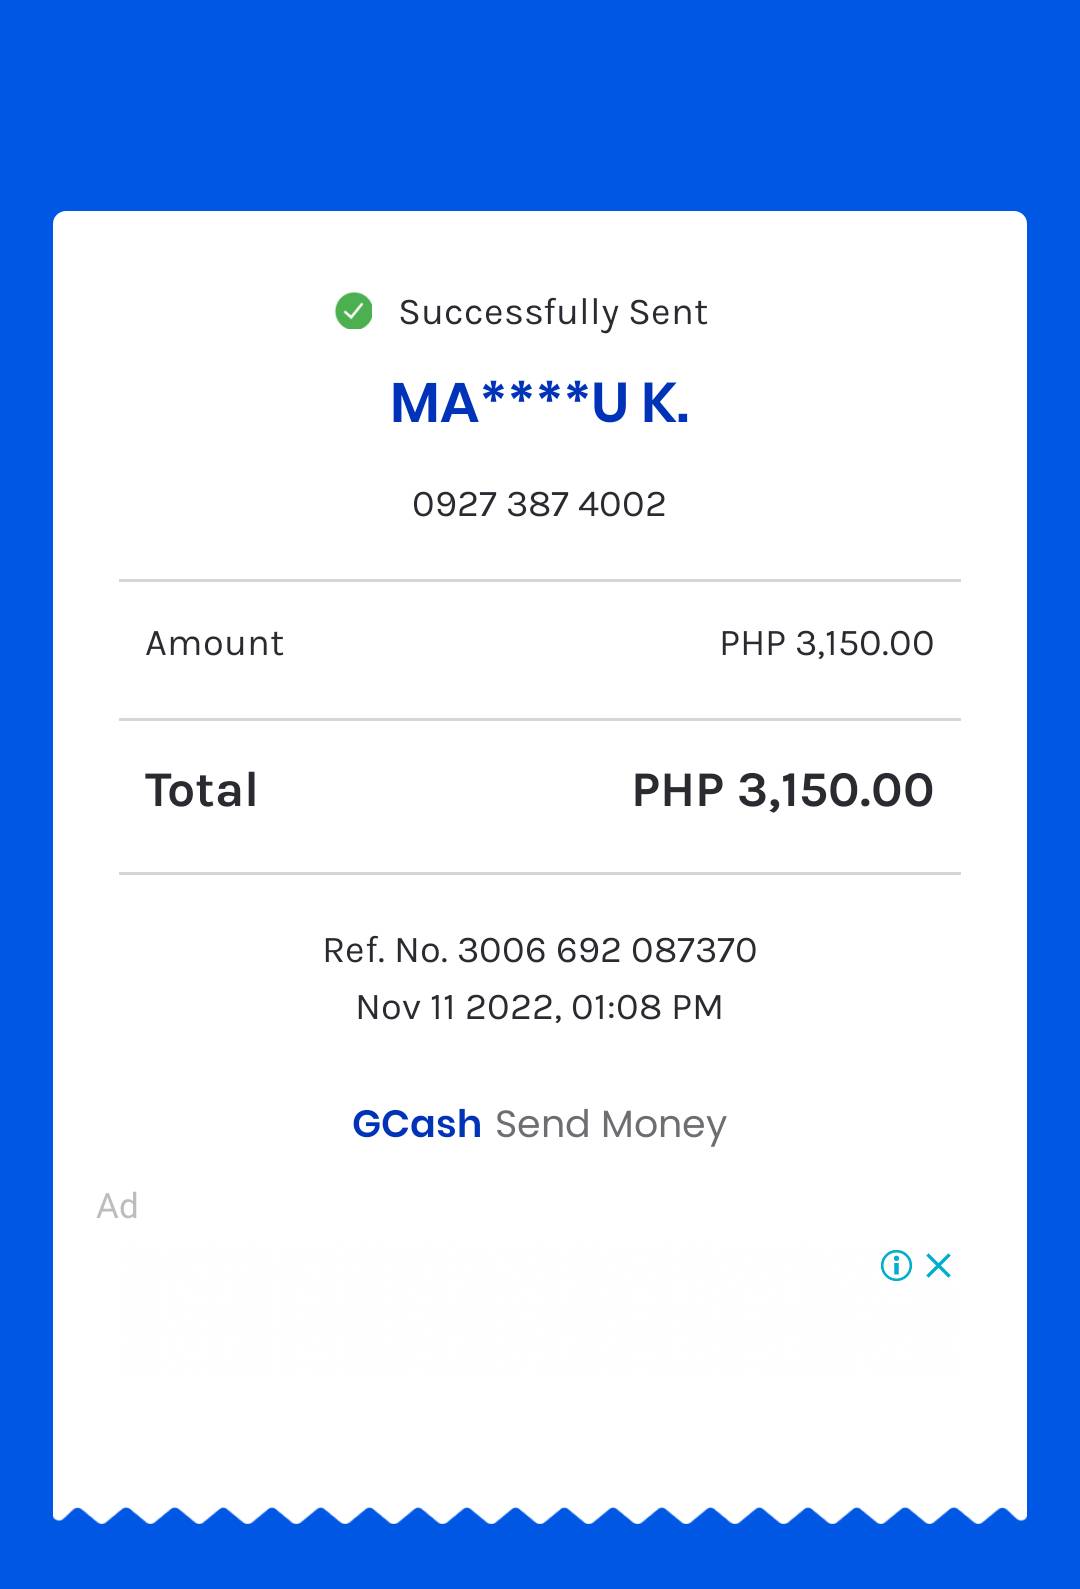 Successfully Sent
MA****U K.
0927 387 4002
Amount PHP 3,150.00
Total PHP 3,150.00
Ref. No. 3006 692 087370
Nov 11 2022, 01:08 PM
GCash Send Money
Ad